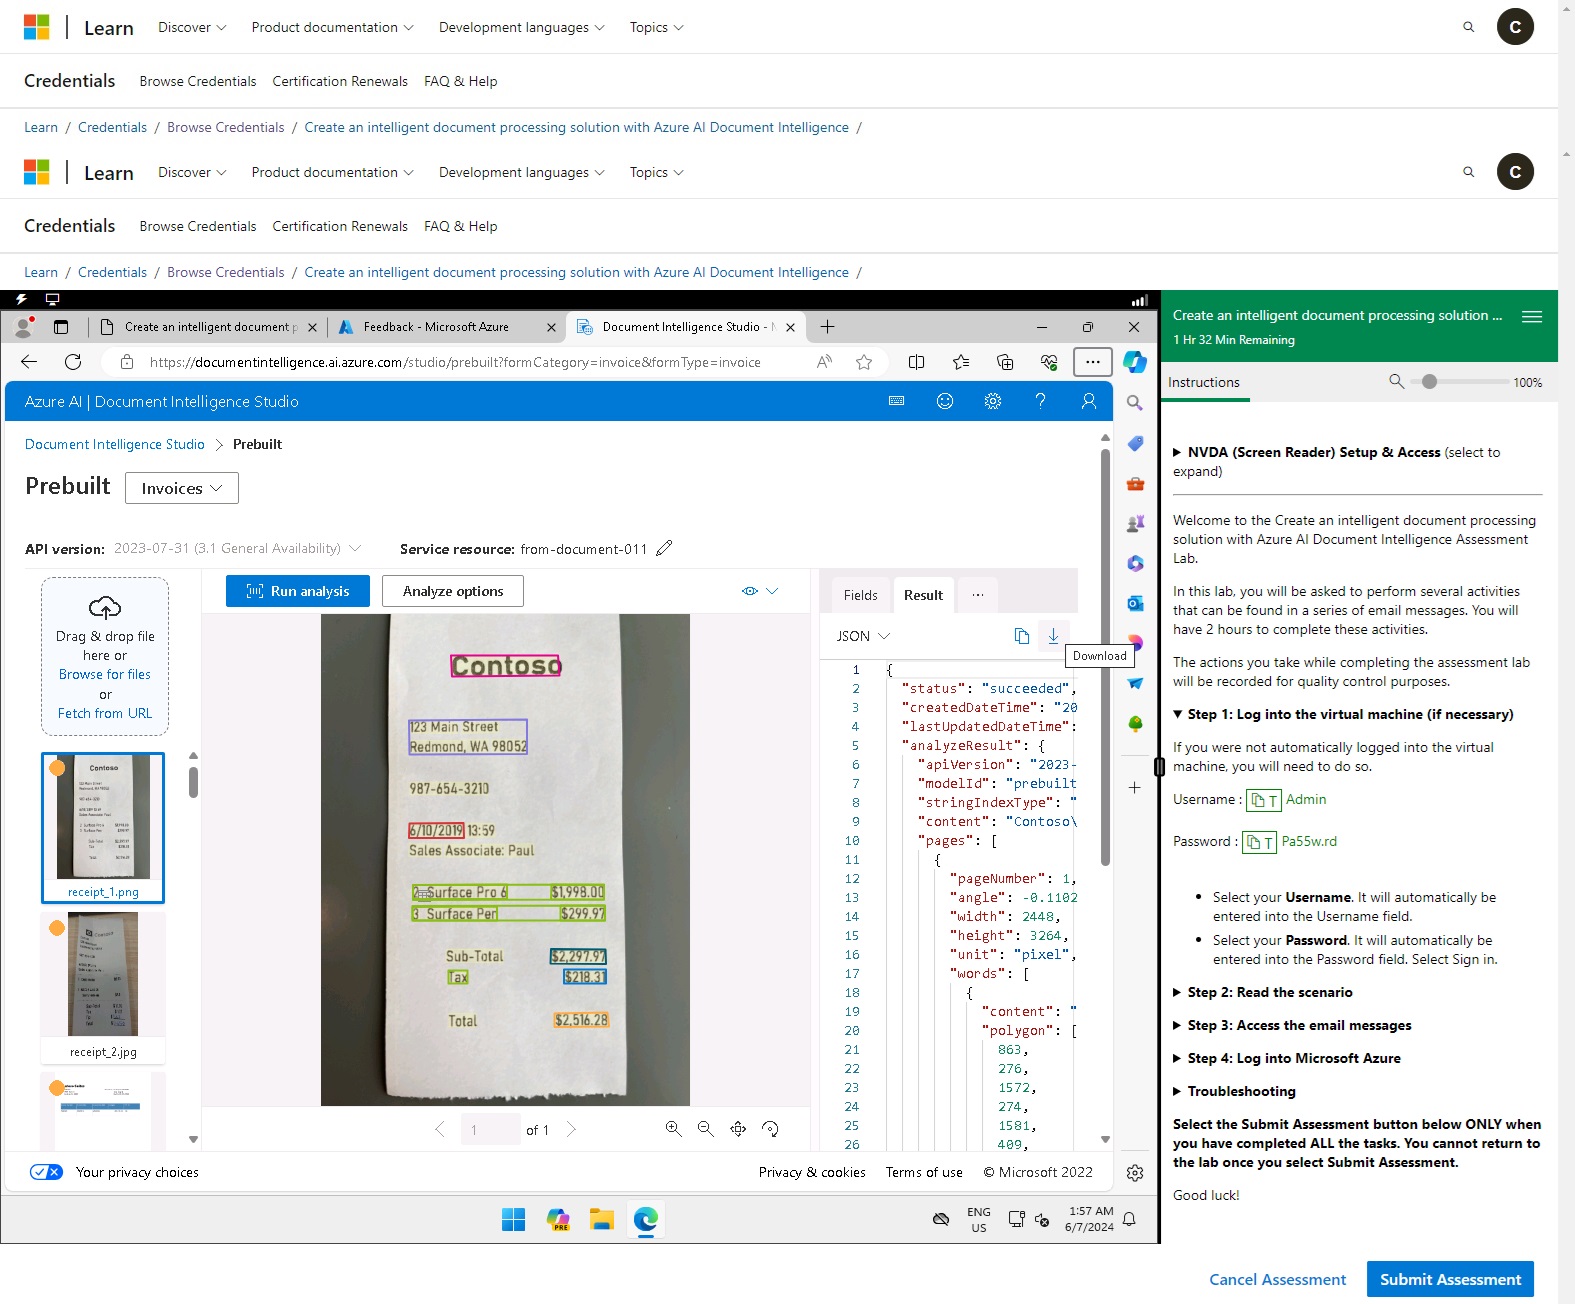 Learn Discover Product documentation Development languages Topics C
Credentials Browse Credentials Certification Renewals FAQ & Help
Learn / Credentials / Browse Credentials / Create an intelligent document processing solution with Azure AI Document Intelligence /
Learn Discover Product documentation Development languages Topics C
Credentials Browse Credentials Certification Renewals FAQ & Help
Learn / Credentials / Browse Credentials / Create an intelligent document processing solution with Azure AI Document Intelligence /
Create an intelligent document p Feedback - Microsoft Azure Document Intelligence Studio - 
https://documentintelligence.ai.azure.com/studio/prebuilt?formCategory=invoice&formType=invoice
Azure AI | Document Intelligence Studio
Document Intelligence Studio > Prebuilt
Prebuilt Invoices
API version: 2023-07-31 (3.1 General Availability) Service resource: from-document-011
Drag & drop file
here or
Browse for files
or
Fetch from URL
receipt_1.png
receipt_2.jpg
Run analysis Analyze options
Contoso
123 Main Street
Redmond, WA 98052
987-654-3210
6/10/2019 13:59
Sales Associate: Paul
2 Surface Pro 6 $1,998.00
3 Surface Pen $299.97
Sub-Total $2,297.97
Tax $218.31
Total $2,516.28
1 of 1
Fields Result ...
JSON
Download
1 {
2 "status": "succeeded",
3 "createdDateTime": "20
4 "lastUpdatedDateTime":
5 "analyzeResult": {
6 "apiVersion": "2023-
7 "modelId": "prebuilt
8 "stringIndexType": "
9 "content": "Contoso\
10 "pages": [
11 {
12 "pageNumber": 1,
13 "angle": -0.1102
14 "width": 2448,
15 "height": 3264,
16 "unit": "pixel",
17 "words": [
18 {
19 "content": "
20 "polygon": [
21 863,
22 276,
23 1572,
24 274,
25 1581,
26 409,
Your privacy choices Privacy & cookies Terms of use © Microsoft 2022
PRE
ENG
US
1:57 AM
6/7/2024
Create an intelligent document processing solution ...
1 Hr 32 Min Remaining
Instructions 100%
NVDA (Screen Reader) Setup & Access (select to
expand)
Welcome to the Create an intelligent document processing
solution with Azure AI Document Intelligence Assessment
Lab.
In this lab, you will be asked to perform several activities
that can be found in a series of email messages. You will
have 2 hours to complete these activities.
The actions you take while completing the assessment lab
will be recorded for quality control purposes.
Step 1: Log into the virtual machine (if necessary)
If you were not automatically logged into the virtual
machine, you will need to do so.
Username : T Admin
Password : T Pa55w.rd
• Select your Username. It will automatically be
entered into the Username field.
• Select your Password. It will automatically be
entered into the Password field. Select Sign in.
Step 2: Read the scenario
Step 3: Access the email messages
Step 4: Log into Microsoft Azure
Troubleshooting
Select the Submit Assessment button below ONLY when
you have completed ALL the tasks. You cannot return to
the lab once you select Submit Assessment.
Good luck!
Cancel Assessment Submit Assessment